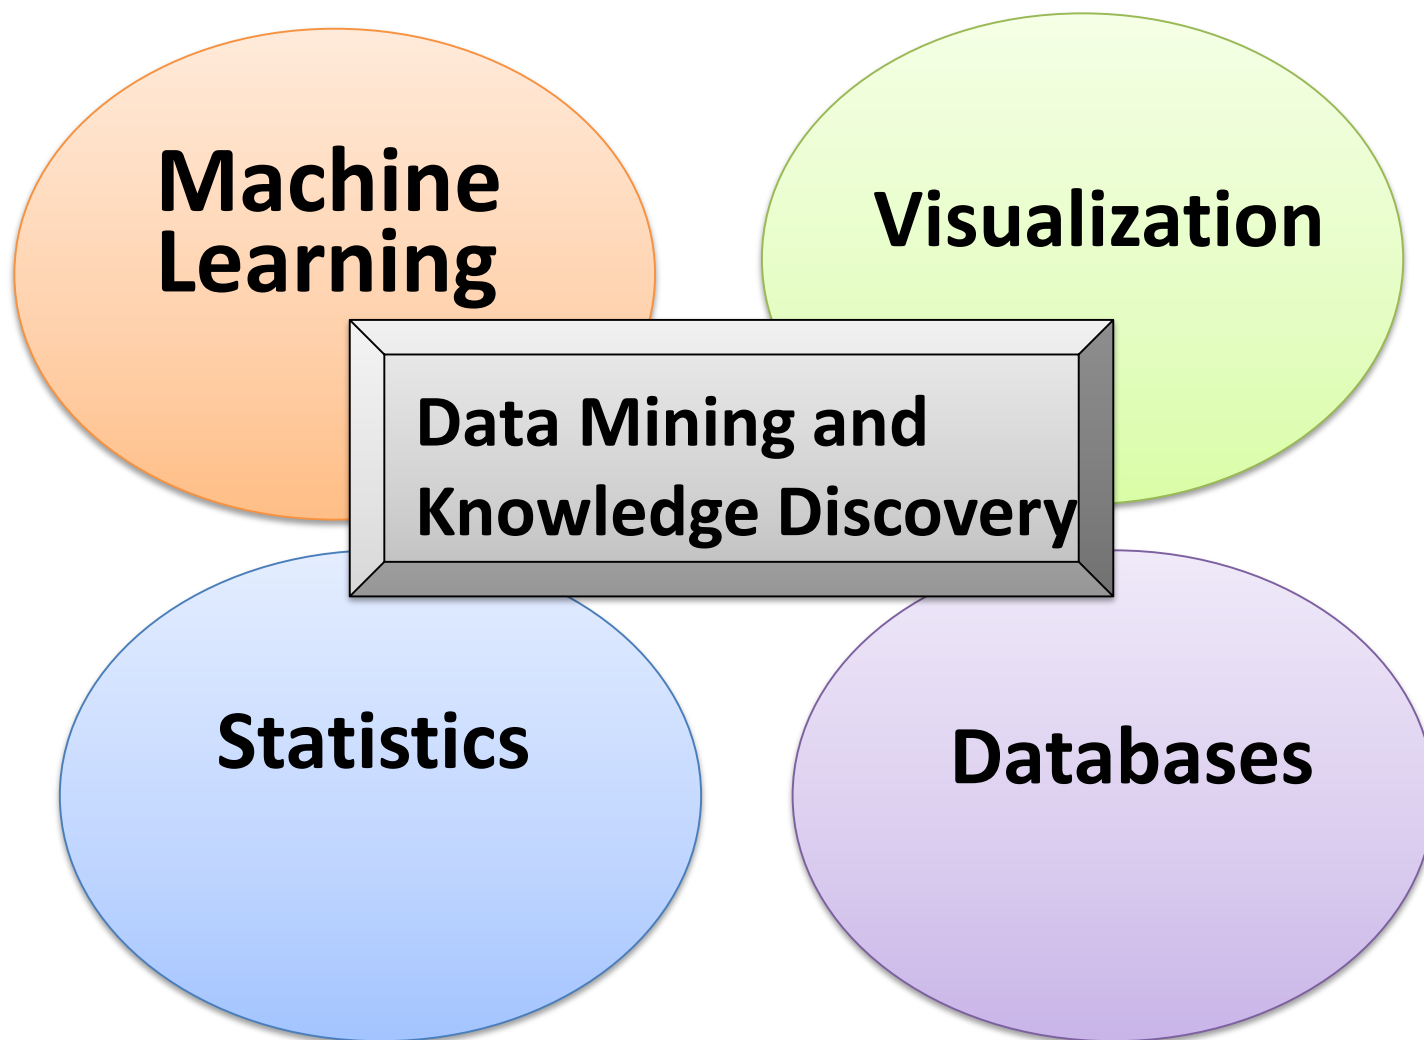 Machine
Learning
Visualization
Data Mining and
Knowledge Discovery
Statistics
Databases